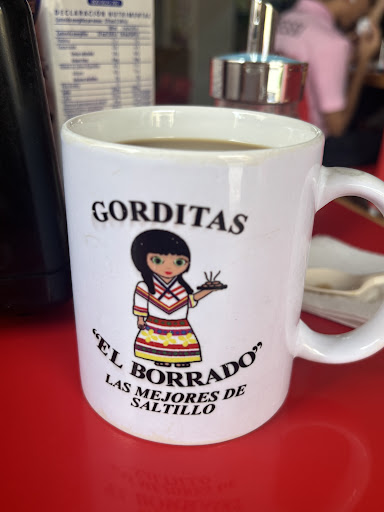 DECLARACIÓN NUTRIMENTAL
GORDITAS
"EL BORRADO"
LAS MEJORES DE
SALTILLO